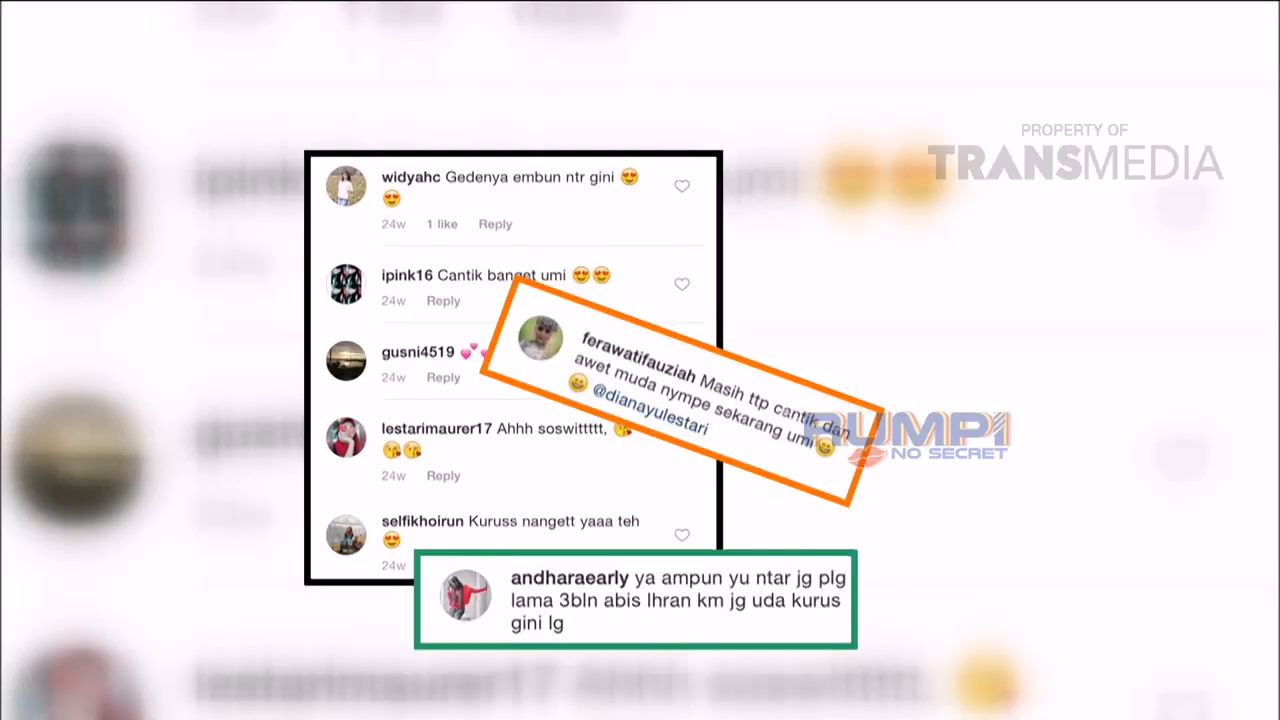 PROPERTY OF
TRANSMEDIA
widyahc Gedenya embun ntr gini 😍
😍
24w 1 like Reply
ipink16 Cantik banget umi 😍😍
24w Reply
gusni4519 💕
24w Reply
lestarimaurer17 Ahhh soswittttt, 😘
😘😘
24w Reply
selfikhoirun Kuruss nangett yaaa teh
😍
24w
ferawatifauziah Masih ttp cantik dan
awet muda nympe sekarang umi😄
😄 @dianayulestari
RUMPI
NO SECRET
andharaearly ya ampun yu ntar jg plg
lama 3bln abis lhran km jg uda kurus
gini lg